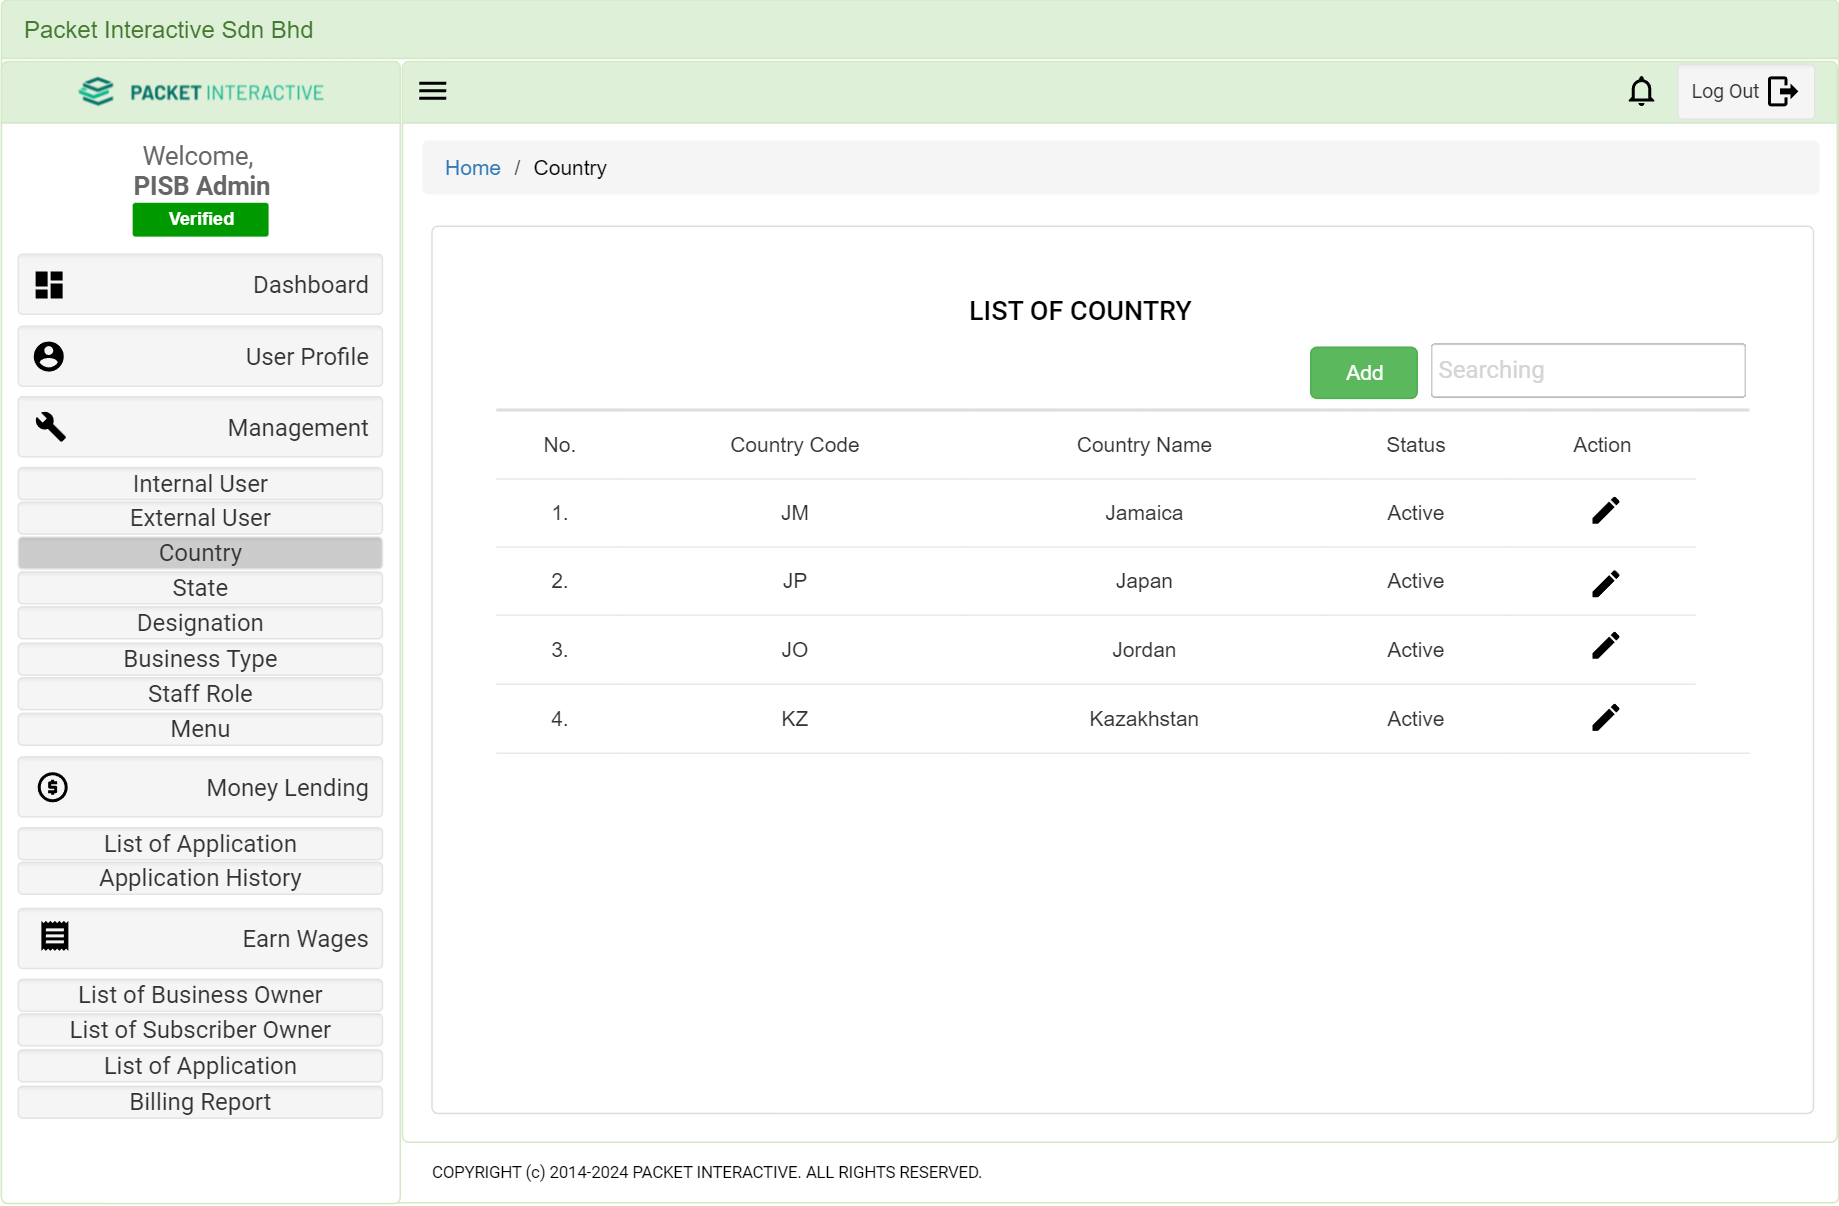 Packet Interactive Sdn Bhd
PACKET INTERACTIVE
Log Out
Welcome,
PISB Admin
Verified
Dashboard
User Profile
Management
Internal User
External User
Country
State
Designation
Business Type
Staff Role
Menu
Money Lending
List of Application
Application History
Earn Wages
List of Business Owner
List of Subscriber Owner
List of Application
Billing Report
Home / Country
LIST OF COUNTRY
Add Searching
No. Country Code Country Name Status Action
1. JM Jamaica Active
2. JP Japan Active
3. JO Jordan Active
4. KZ Kazakhstan Active
COPYRIGHT (c) 2014-2024 PACKET INTERACTIVE. ALL RIGHTS RESERVED.